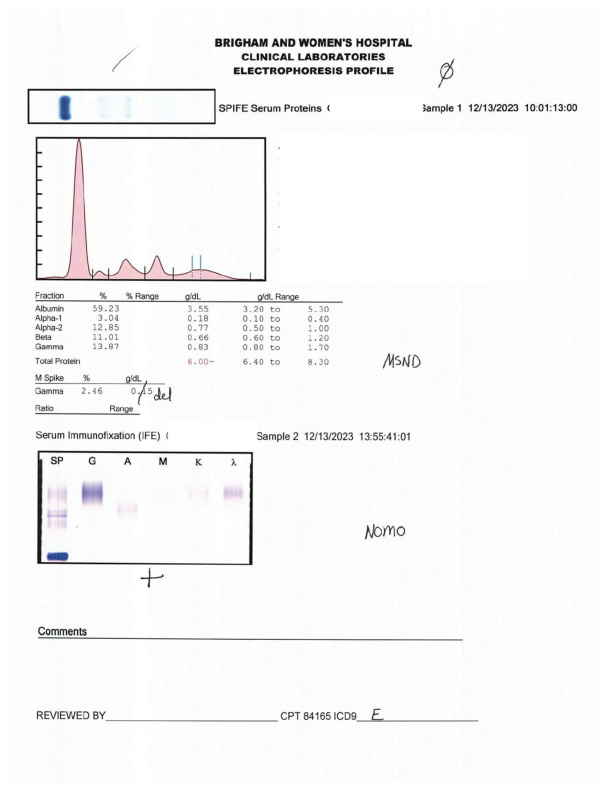 BRIGHAM AND WOMEN'S HOSPITAL
CLINICAL LABORATORIES
ELECTROPHORESIS PROFILE
Ø
SPIFE Serum Proteins ( Sample 1 12/13/2023 10:01:13:00
Fraction % % Range g/dL g/dL Range
Albumin 59.23 3.55 3.20 to 5.30
Alpha-1 3.04 0.18 0.10 to 0.40
Alpha-2 12.85 0.77 0.50 to 1.00
Beta 11.01 0.66 0.60 to 1.20
Gamma 13.87 0.83 0.80 to 1.70
Total Protein 6.00- 6.40 to 8.30
MSND
M Spike % g/dL
Gamma 2.46 0.15 del
Ratio Range
Serum Immunofixation (IFE) ( Sample 2 12/13/2023 13:55:41:01
SP G A M K λ
NOMO
+
Comments
REVIEWED BY CPT 84165 ICD9 E